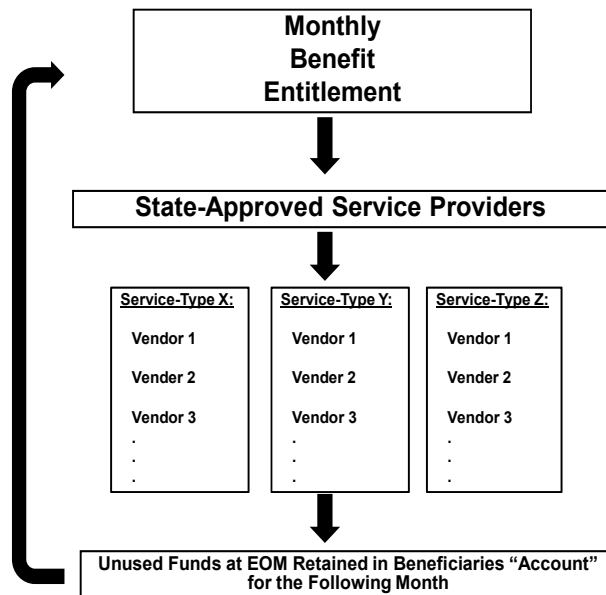 Monthly
Benefit
Entitlement
State-Approved Service Providers
Service-Type X:
Vendor 1
Vender 2
Vendor 3
.
.
.
Service-Type Y:
Vendor 1
Vender 2
Vendor 3
.
.
.
Service-Type Z:
Vendor 1
Vender 2
Vendor 3
.
.
.
Unused Funds at EOM Retained in Beneficiaries “Account”
for the Following Month